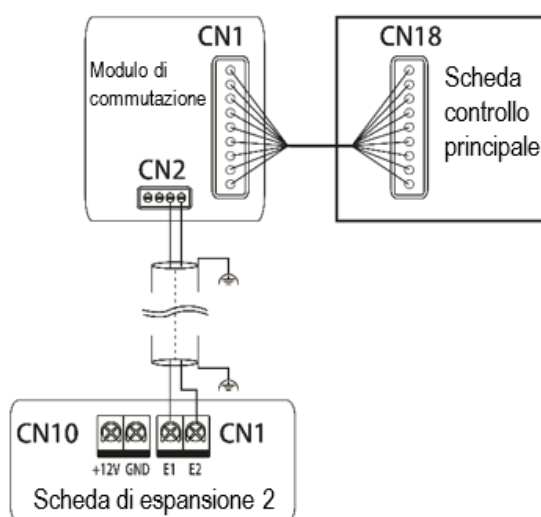 CN1
CN18
Modulo di
commutazione
Scheda
controllo
principale
CN2
CN10
CN1
+12V GND E1 E2
Scheda di espansione 2